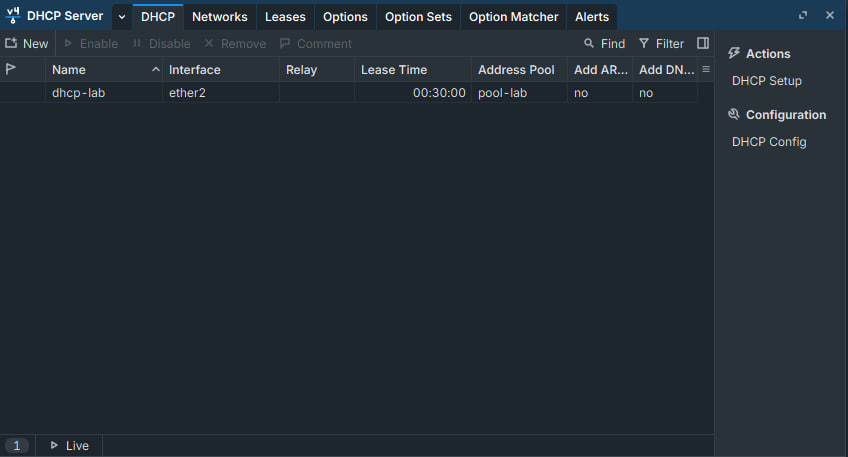 v4 DHCP Server DHCP Networks Leases Options Option Sets Option Matcher Alerts
New Enable Disable Remove Comment Find Filter
Name Interface Relay Lease Time Address Pool Add AR... Add DN...
dhcp-lab ether2 00:30:00 pool-lab no no
Actions
DHCP Setup
Configuration
DHCP Config
1 Live